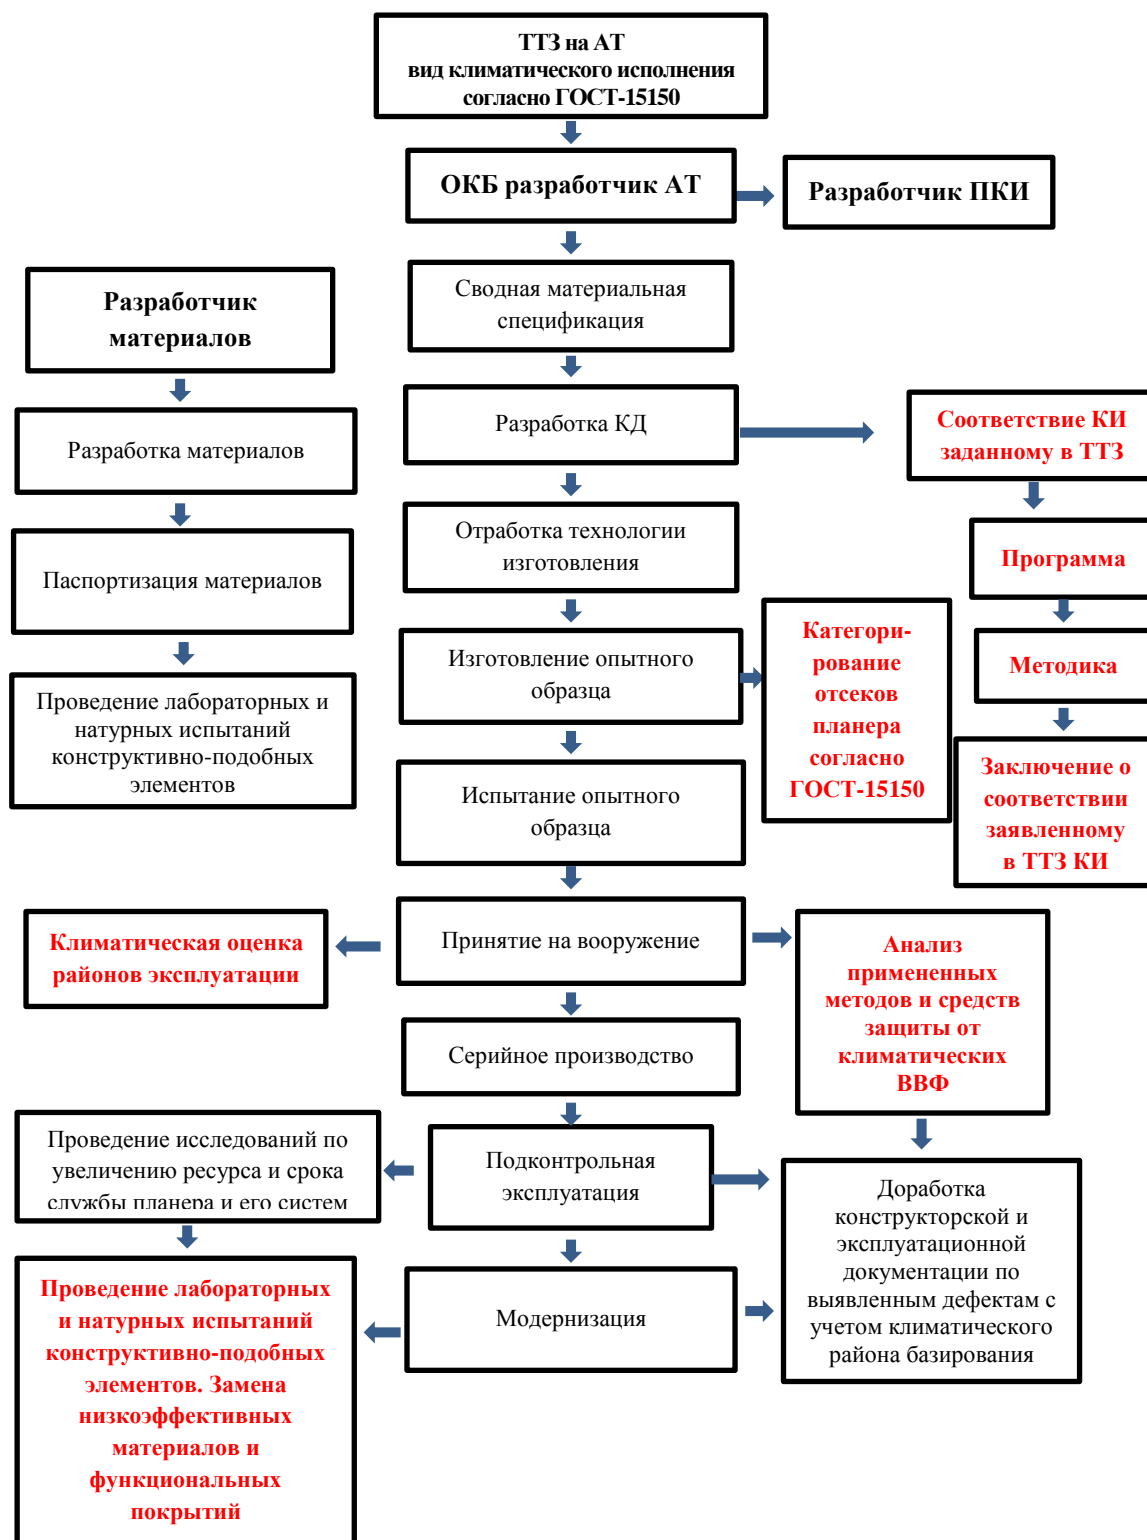 ТТЗ на АТ
вид климатического исполнения
согласно ГОСТ-15150
ОКБ разработчик АТ
Разработчик ПКИ
Сводная материальная
спецификация
Разработчик
материалов
Разработка КД
Соответствие КИ
заданному в ТТЗ
Разработка материалов
Отработка технологии
изготовления
Программа
Паспортизация материалов
Категори-
рование
отсеков
планера
согласно
ГОСТ-15150
Изготовление опытного
образца
Методика
Проведение лабораторных и
натурных испытаний
конструктивно-подобных
элементов
Заключение о
соответствии
заявленному
в ТТЗ КИ
Испытание опытного
образца
Климатическая оценка
районов эксплуатации
Принятие на вооружение
Анализ
примененных
методов и средств
защиты от
климатических
ВВФ
Серийное производство
Проведение исследований по
увеличению ресурса и срока
службы планера и его систем
Подконтрольная
эксплуатация
Доработка
конструкторской и
эксплуатационной
документации по
выявленным дефектам с
учетом климатического
района базирования
Модернизация
Проведение лабораторных
и натурных испытаний
конструктивно-подобных
элементов. Замена
низкоэффективных
материалов и
функциональных
покрытий